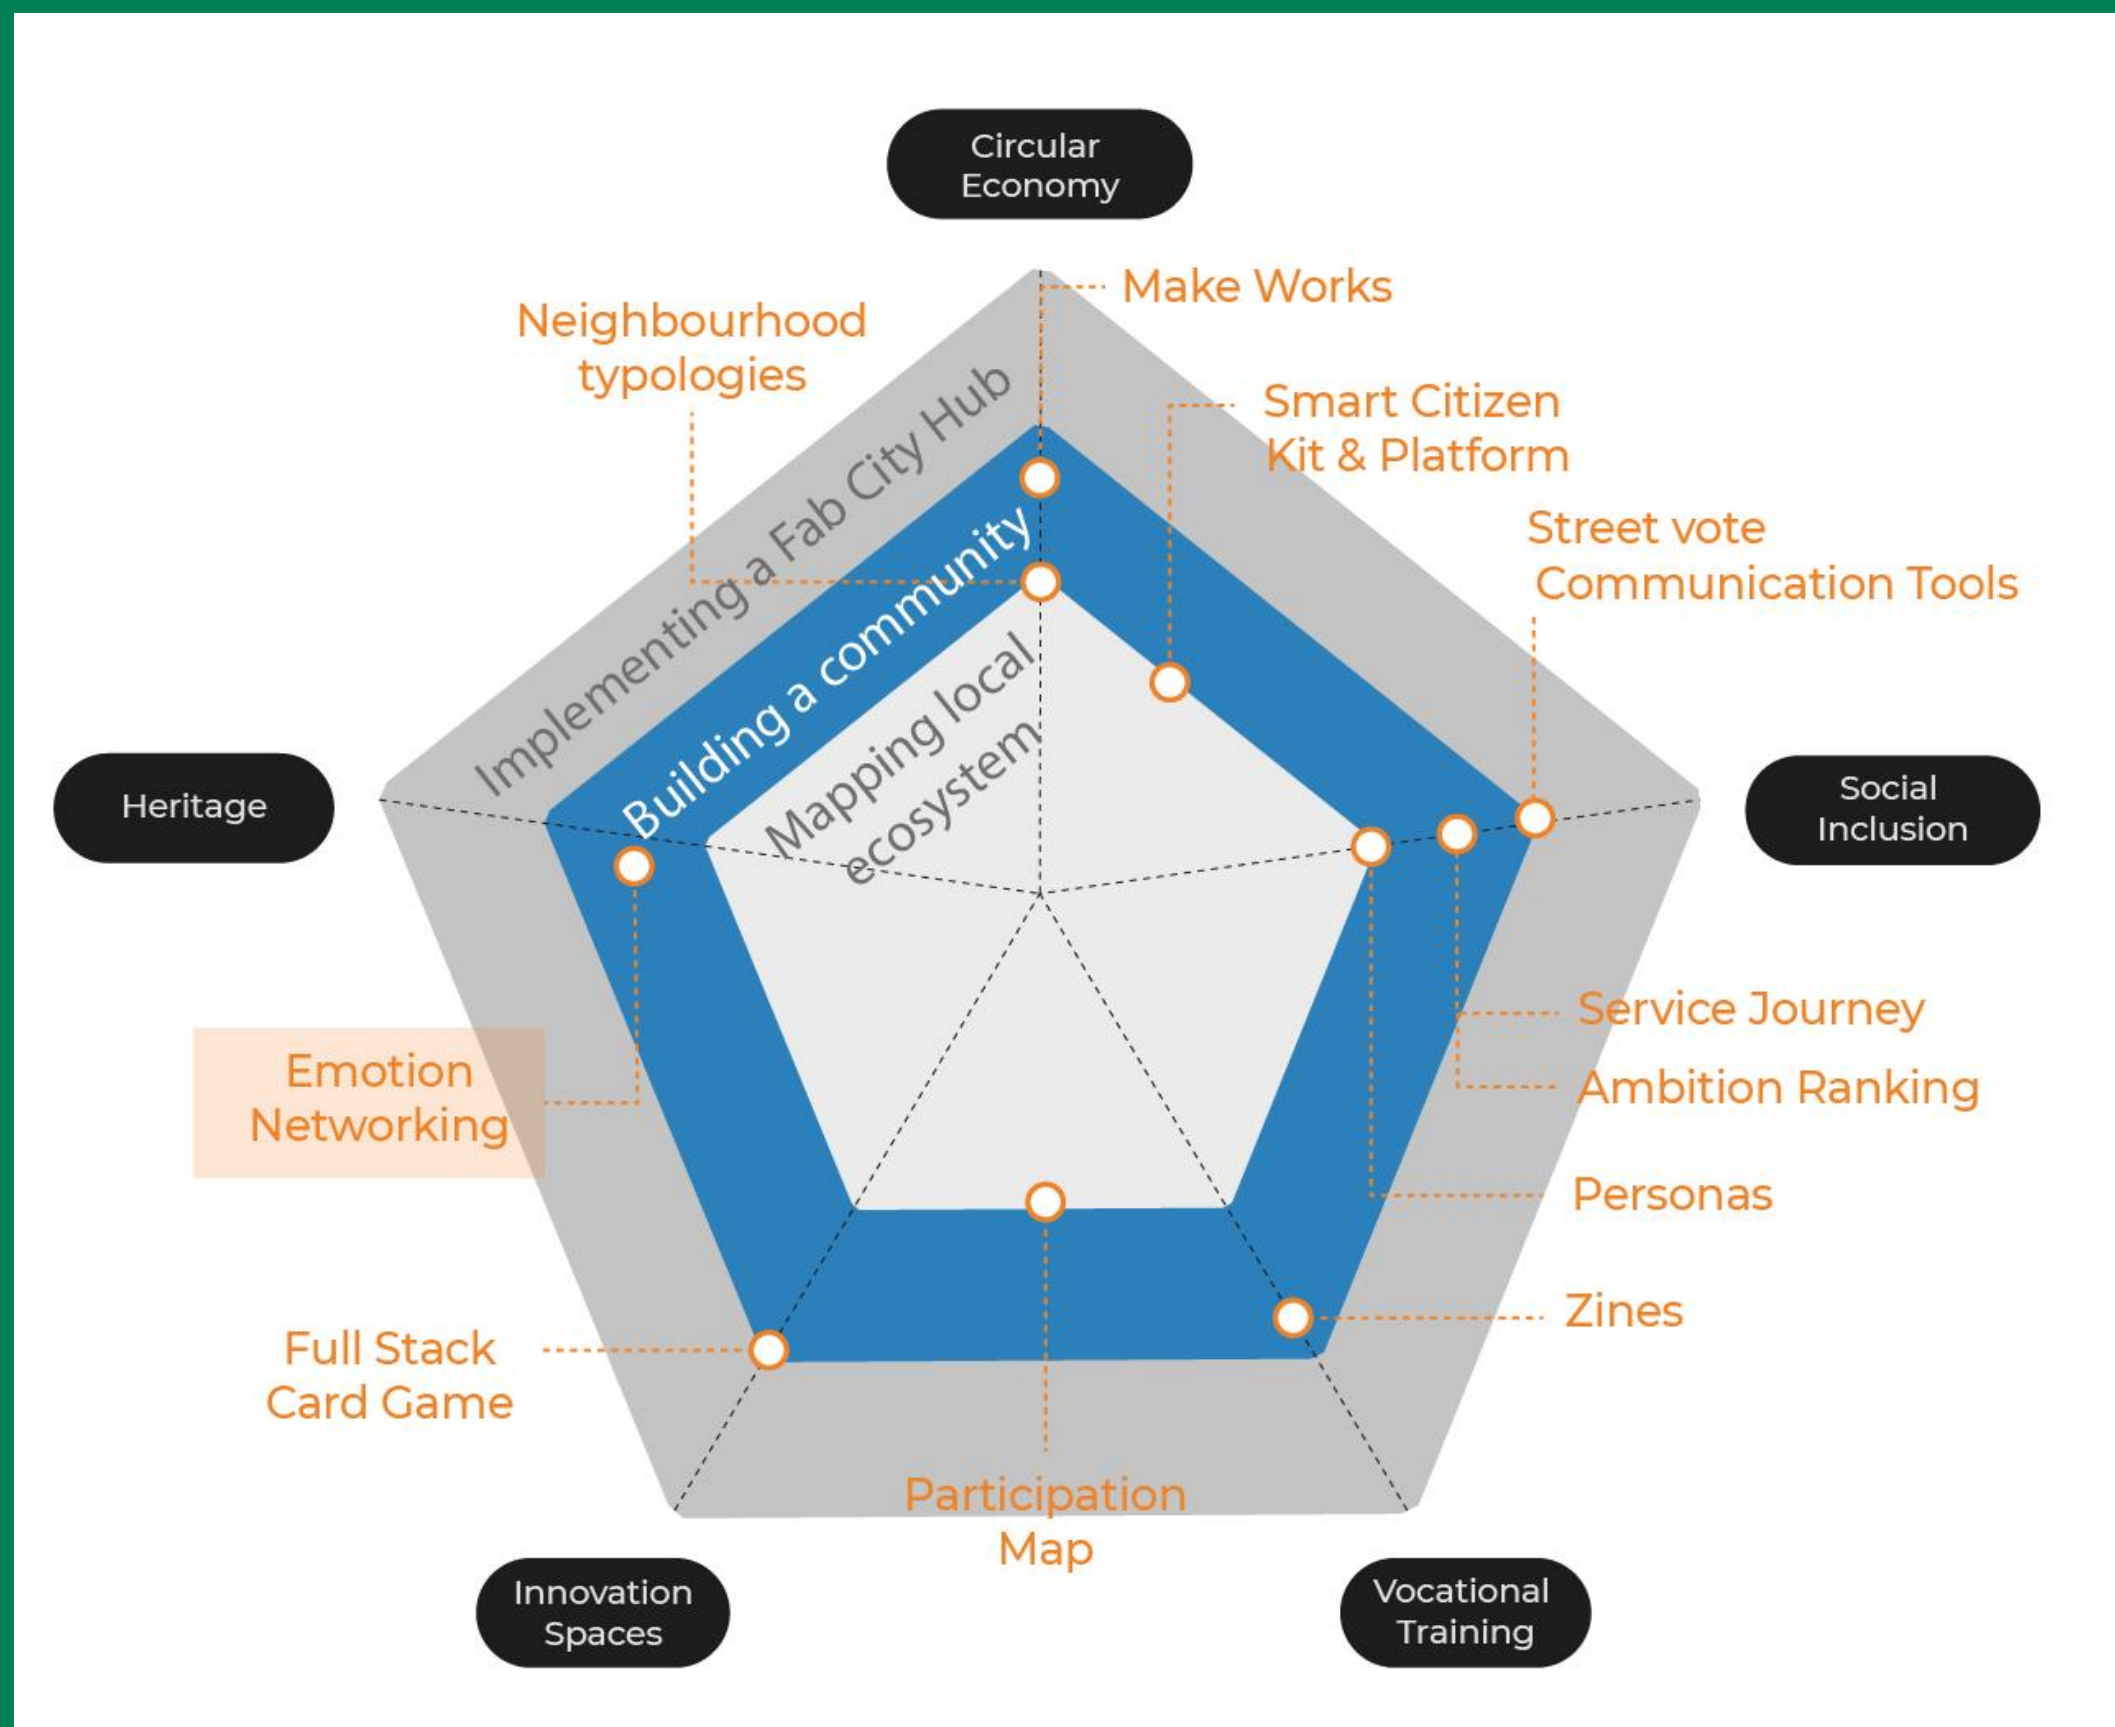 Circular
Economy
Make Works
Neighbourhood
typologies
Smart Citizen
Kit & Platform
Street vote
Communication Tools
Implementing a Fab City Hub
Building a community
Mapping local
ecosystem
Heritage
Social
Inclusion
Service Journey
Emotion
Networking
Ambition Ranking
Personas
Zines
Full Stack
Card Game
Participation
Map
Innovation
Spaces
Vocational
Training